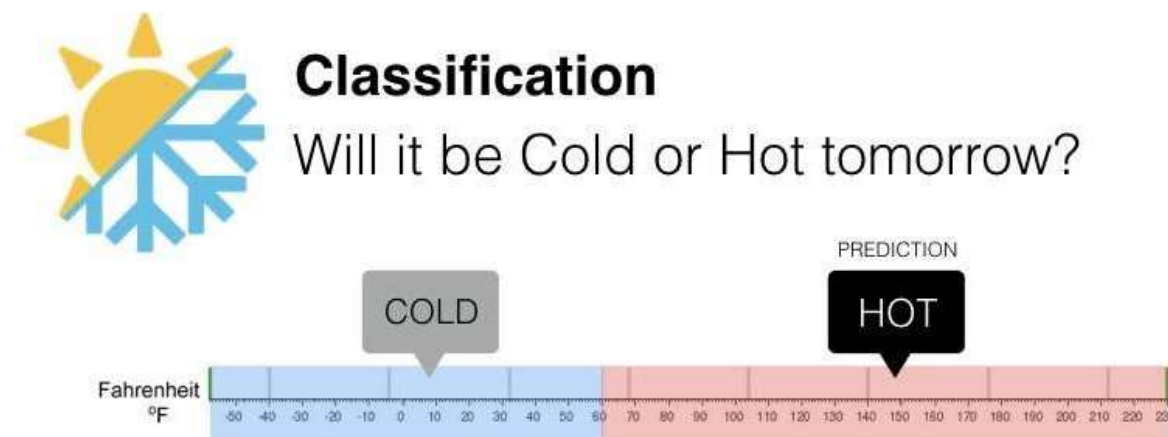 Classification
Will it be Cold or Hot tomorrow?
PREDICTION
COLD
HOT
Fahrenheit
ºF
-50 -40 -30 -20 -10 0 10 20 30 40 50 60 70 80 90 100 110 120 130 140 150 160 170 180 190 200 210 220